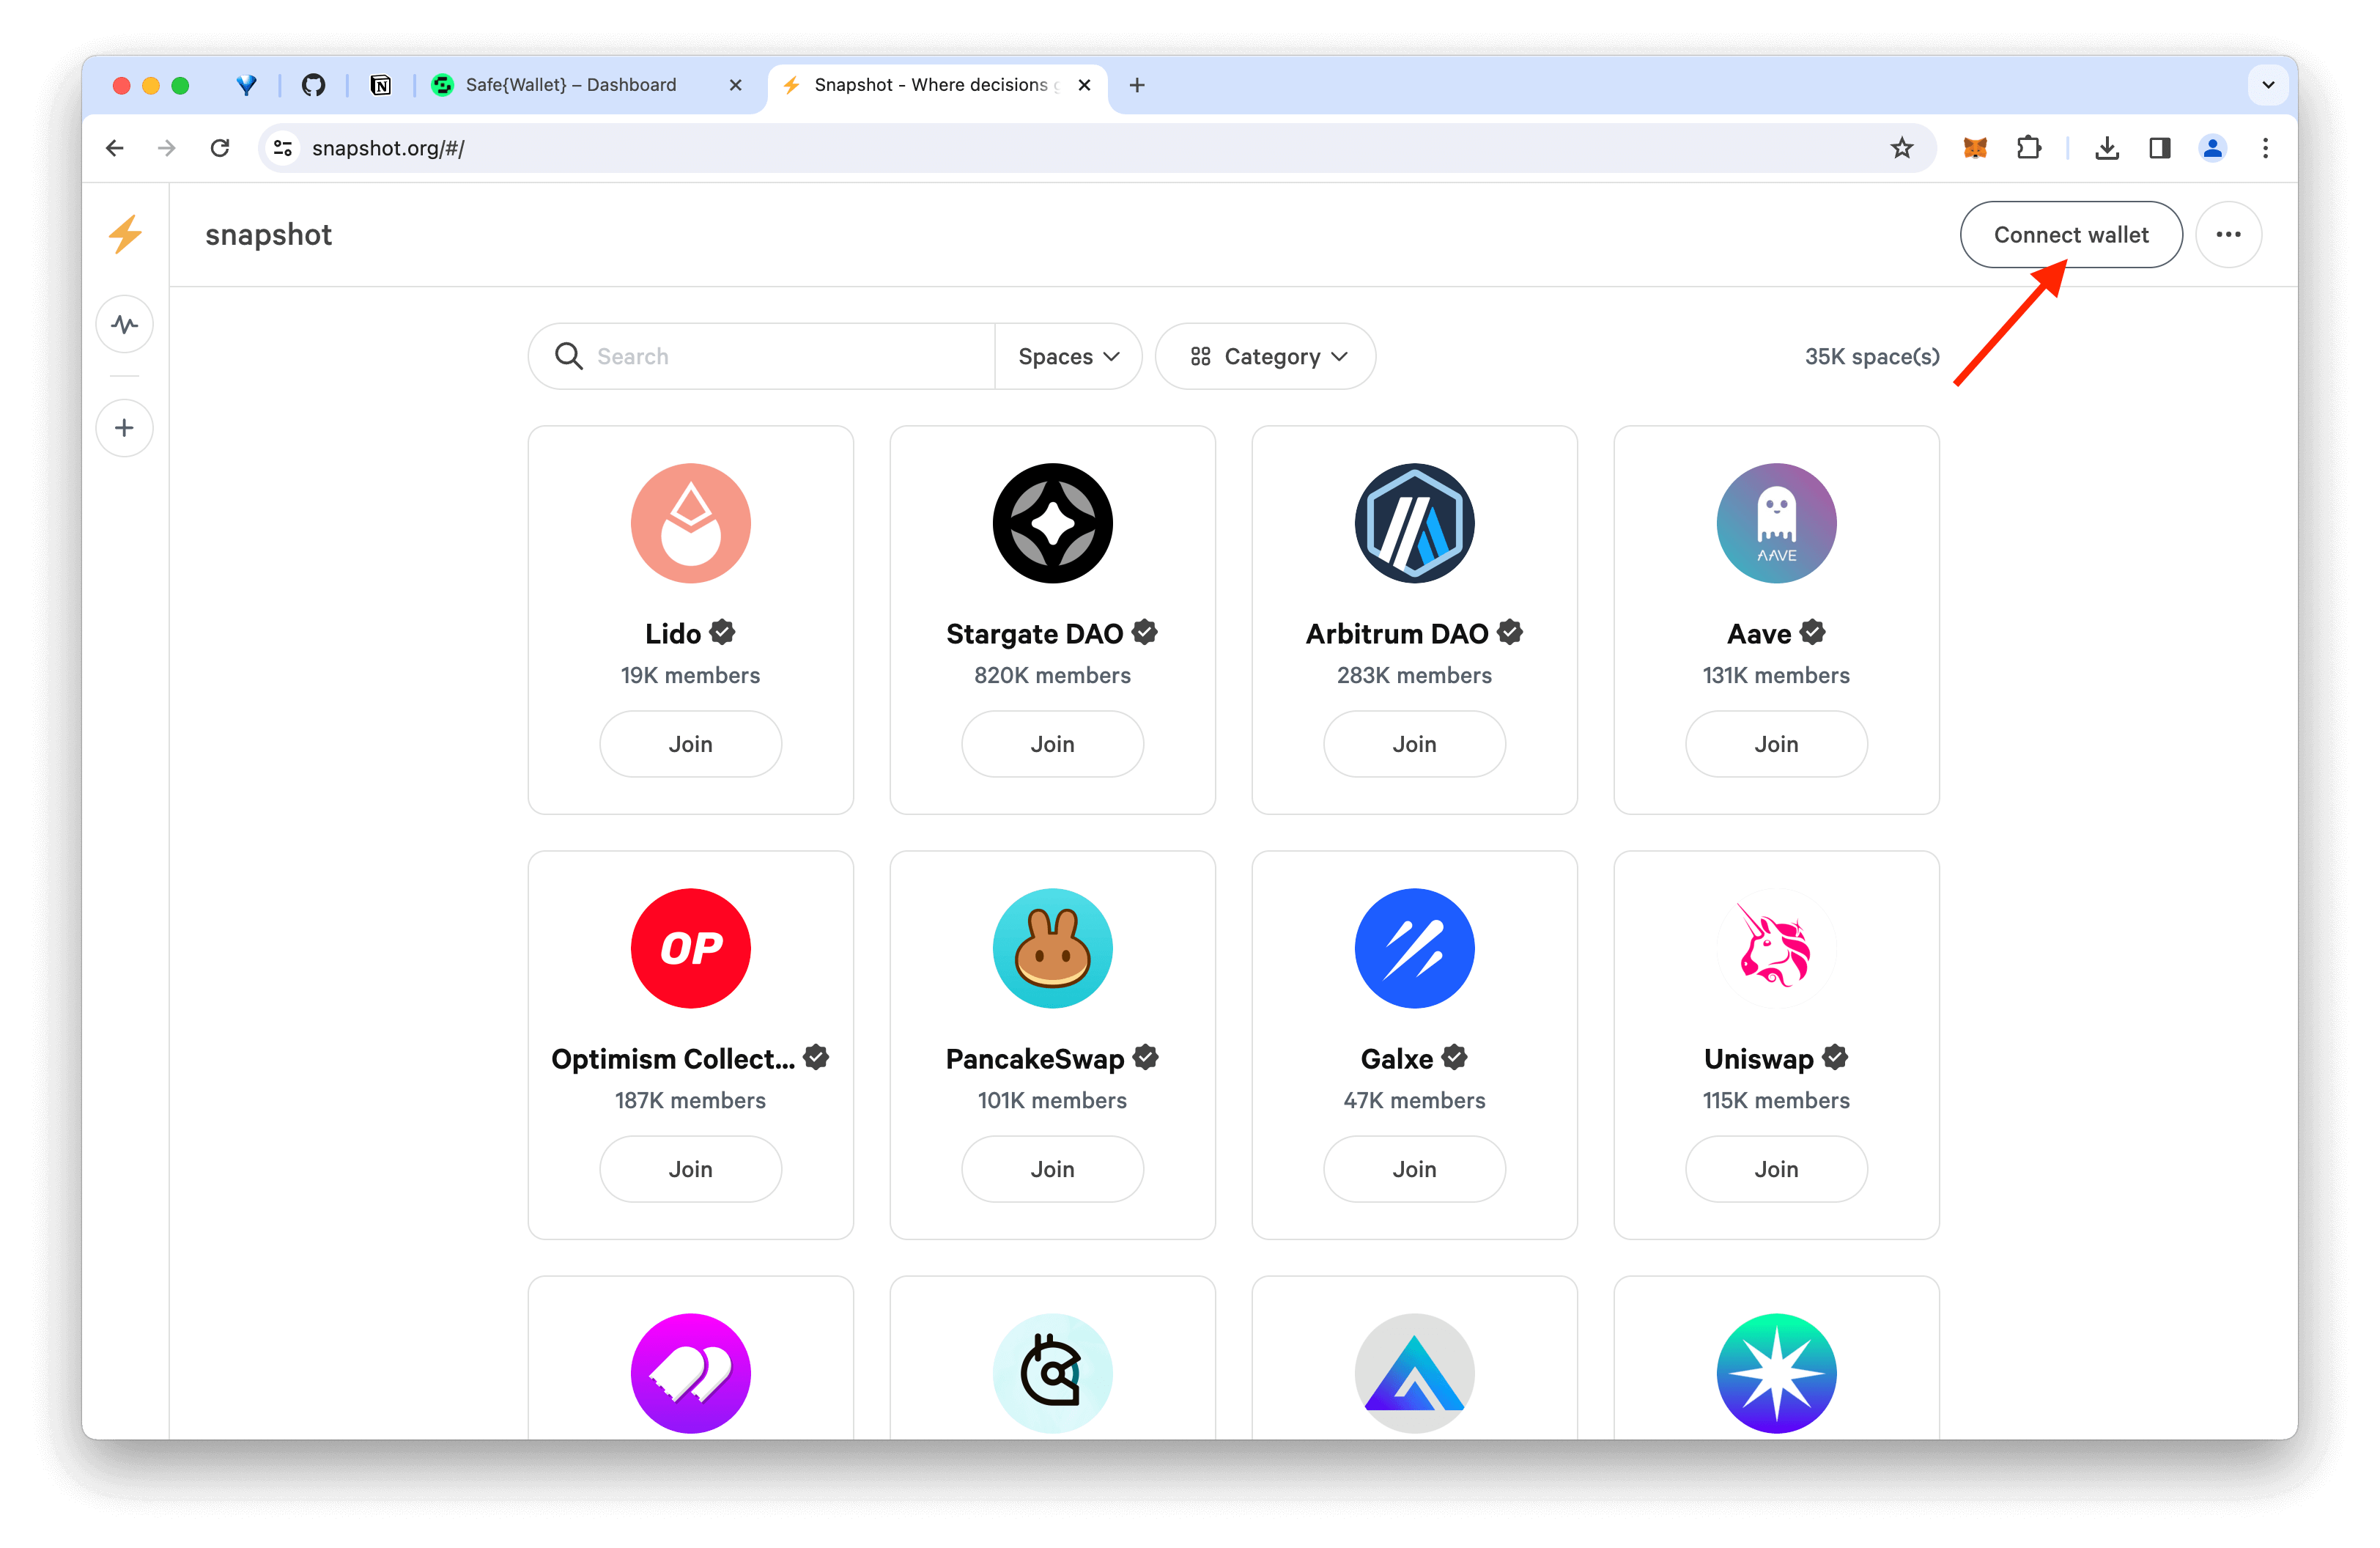 Safe{Wallet} – Dashboard
Snapshot - Where decisions g
snapshot.org/#/
snapshot
Connect wallet
Search
Spaces
Category
35K space(s)
AAVE
Lido
Stargate DAO
Arbitrum DAO
Aave
19K members
820K members
283K members
131K members
Join
Join
Join
Join
OP
Optimism Collect...
PancakeSwap
Galxe
Uniswap
187K members
101K members
47K members
115K members
Join
Join
Join
Join